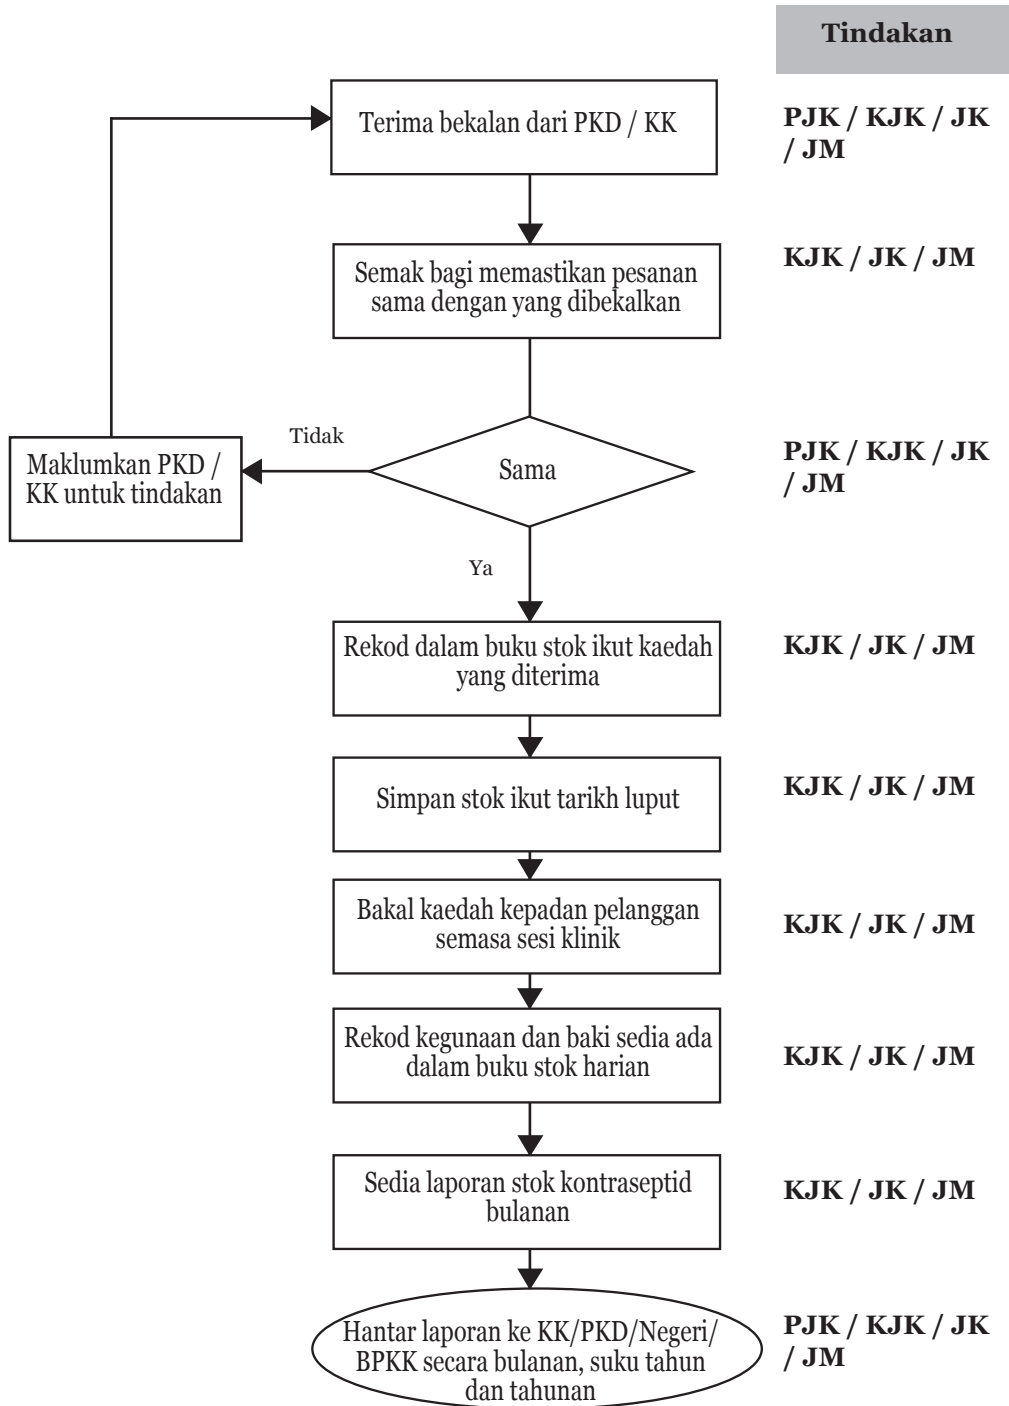 Tindakan
Terima bekalan dari PKD / KK
PJK / KJK / JK
/ JM
Semak bagi memastikan pesanan
sama dengan yang dibekalkan
KJK / JK / JM
Tidak
Maklumkan PKD /
KK untuk tindakan
Sama
PJK / KJK / JK
/ JM
Ya
Rekod dalam buku stok ikut kaedah
yang diterima
KJK / JK / JM
Simpan stok ikut tarikh luput
KJK / JK / JM
Bakal kaedah kepadan pelanggan
semasa sesi klinik
KJK / JK / JM
Rekod kegunaan dan baki sedia ada
dalam buku stok harian
KJK / JK / JM
Sedia laporan stok kontraseptid
bulanan
KJK / JK / JM
Hantar laporan ke KK/PKD/Negeri/
BPKK secara bulanan, suku tahun
dan tahunan
PJK / KJK / JK
/ JM